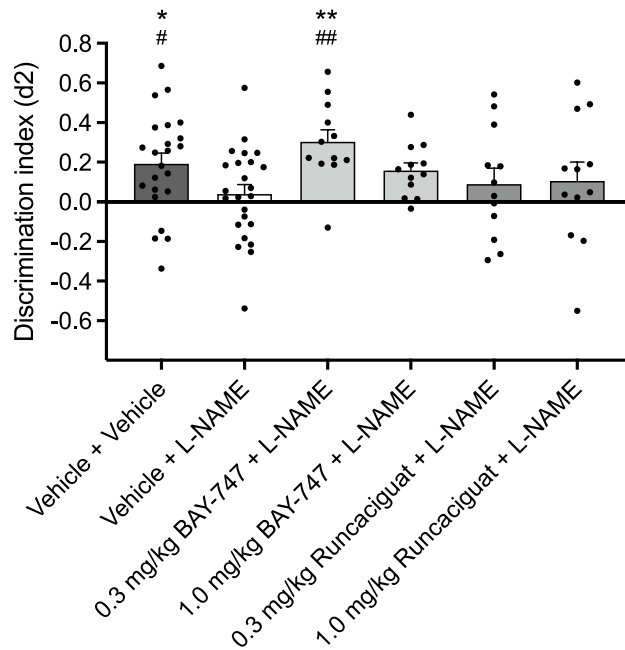 *
#
**
##
0.8
0.6
0.4
0.2
0.0
-0.2
-0.4
-0.6
Discrimination index (d2)
Vehicle + Vehicle
Vehicle + L-NAME
0.3 mg/kg BAY-747 + L-NAME
1.0 mg/kg BAY-747 + L-NAME
0.3 mg/kg Runcaciguat + L-NAME
1.0 mg/kg Runcaciguat + L-NAME